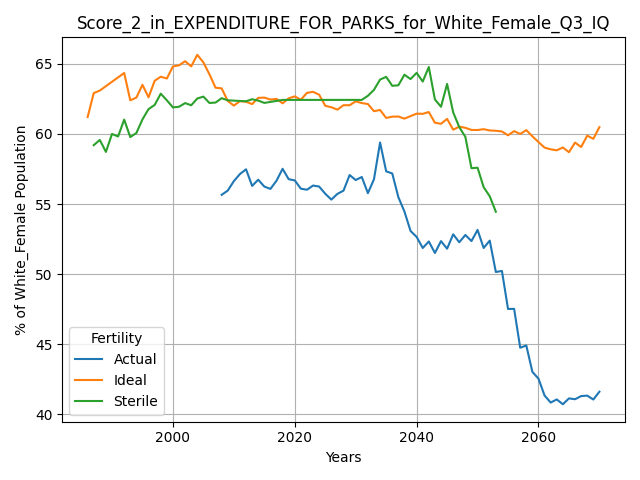 Score_2_in_EXPENDITURE_FOR_PARKS_for_White_Female_Q3_IQ
% of White_Female Population
65
60
55
50
45
40
Fertility
Actual
Ideal
Sterile
2000
2020
2040
2060
Years